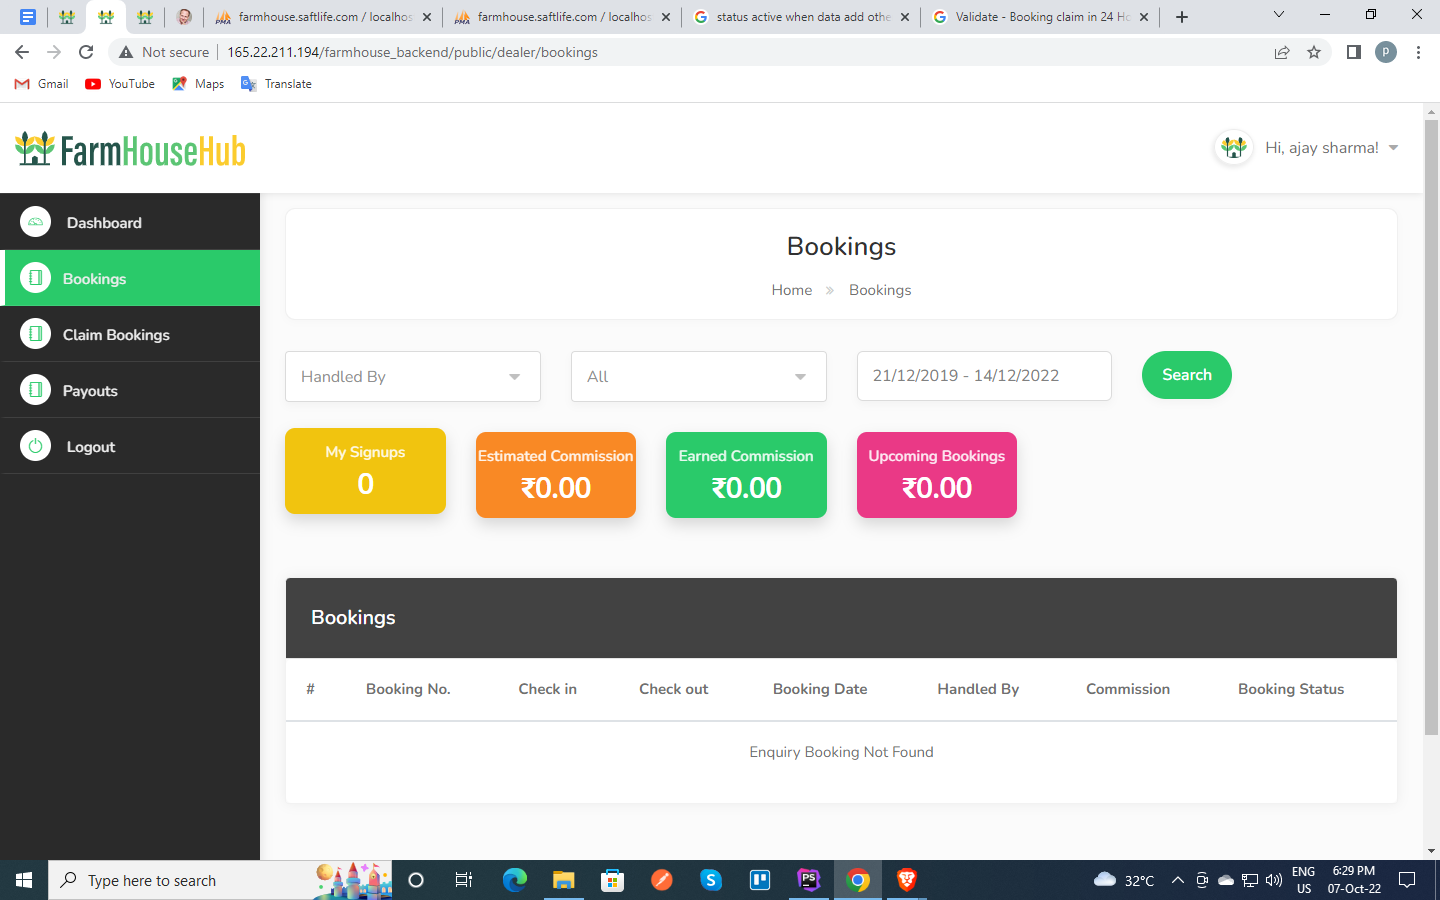 farmhouse.saftlife.com / localhos
farmhouse.saftlife.com / localhos
status active when data add othe
Validate - Booking claim in 24 Ho
Not secure
165.22.211.194/farmhouse_backend/public/dealer/bookings
P
Gmail
YouTube
Maps
Translate
FarmHouseHub
Hi, ajay sharma!
Dashboard
Bookings
Claim Bookings
Payouts
Logout
Bookings
Home » Bookings
Handled By
All
21/12/2019 - 14/12/2022
Search
My Signups
0
Estimated Commission
₹0.00
Earned Commission
₹0.00
Upcoming Bookings
₹0.00
Bookings
# Booking No. Check in Check out Booking Date Handled By Commission Booking Status
Enquiry Booking Not Found
Type here to search
PS
32°C
ENG
US
6:29 PM
07-Oct-22